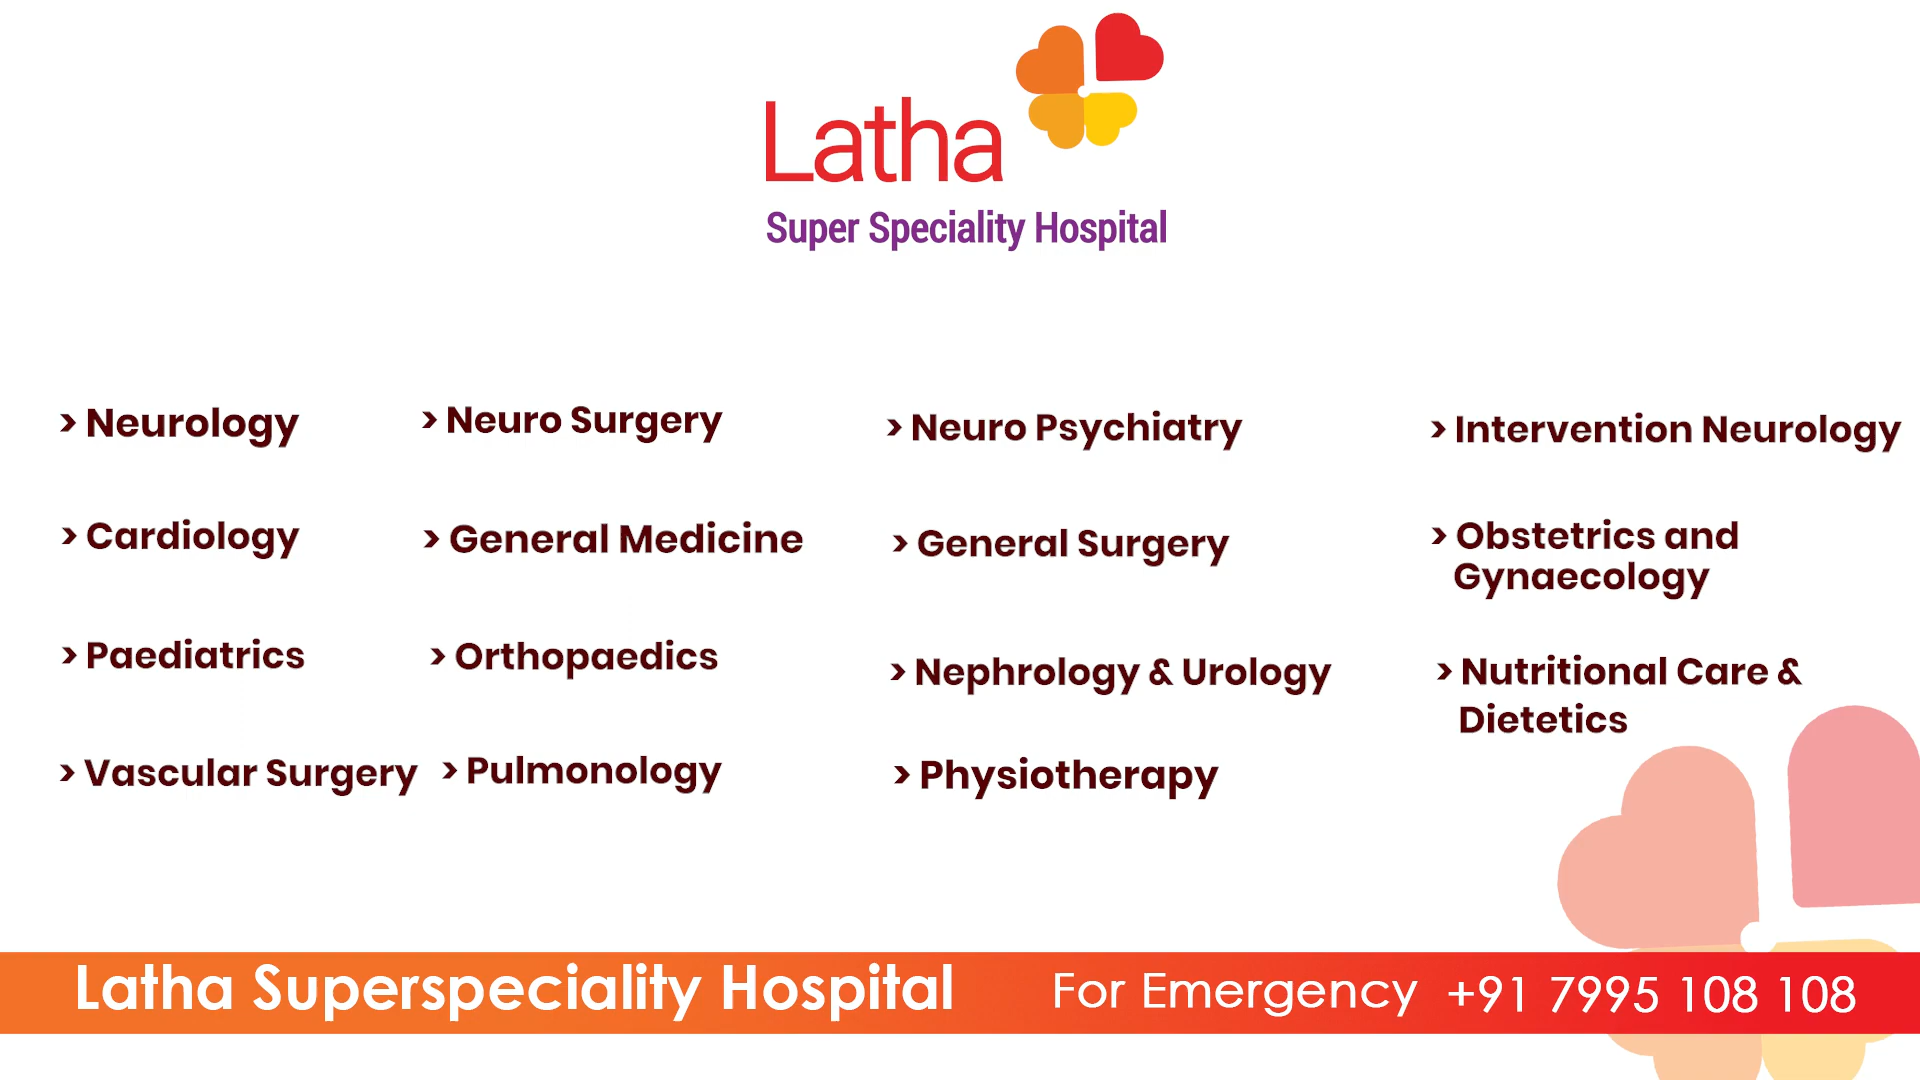 Latha
Super Speciality Hospital
> Neurology
> Neuro Surgery
> Neuro Psychiatry
> Intervention Neurology
> Cardiology
> General Medicine
> General Surgery
> Obstetrics and
Gynaecology
> Paediatrics
> Orthopaedics
> Nephrology & Urology
> Nutritional Care &
Dietetics
> Vascular Surgery
> Pulmonology
> Physiotherapy
Latha Superspeciality Hospital
For Emergency +91 7995 108 108